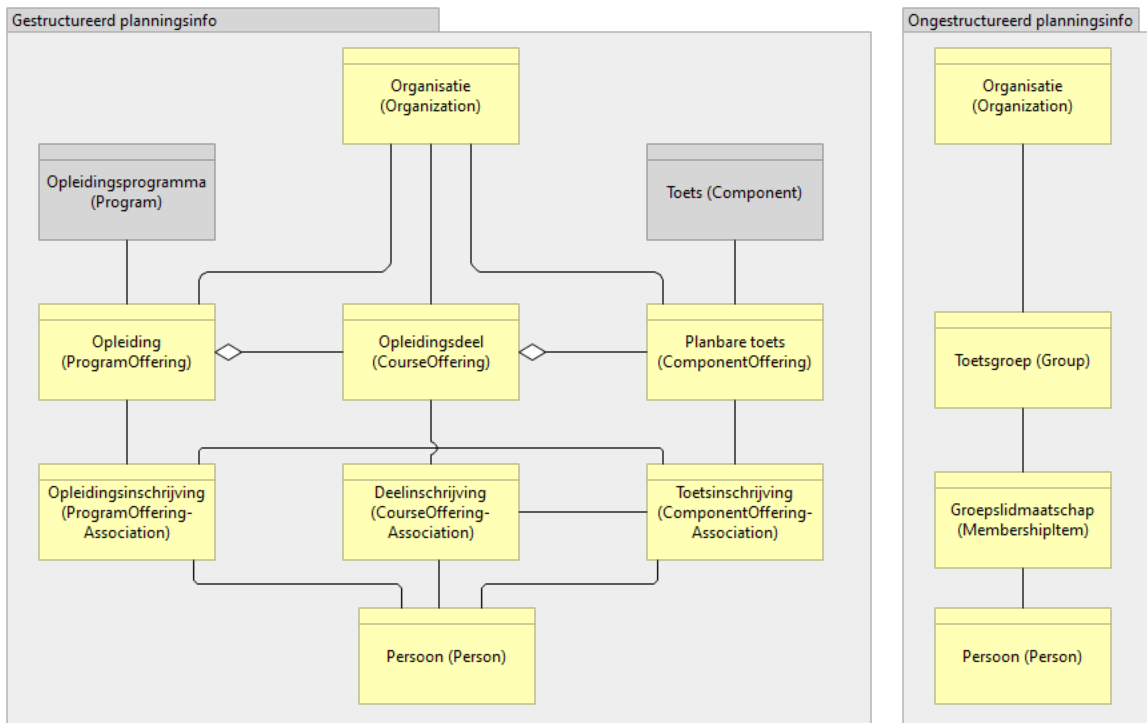 Gestructureerd planningsinfo
Organisatie
(Organization)
Opleidingsprogramma
(Program)
Toets (Component)
Opleiding
(ProgramOffering)
Opleidingsdeel
(CourseOffering)
Planbare toets
(ComponentOffering)
Opleidingsinschrijving
(ProgramOffering-
Association)
Deelinschrijving
(CourseOffering-
Association)
Toetsinschrijving
(ComponentOffering-
Association)
Persoon (Person)
Ongestructureerd planningsinfo
Organisatie
(Organization)
Toetsgroep (Group)
Groepslidmaatschap
(MembershipItem)
Persoon (Person)